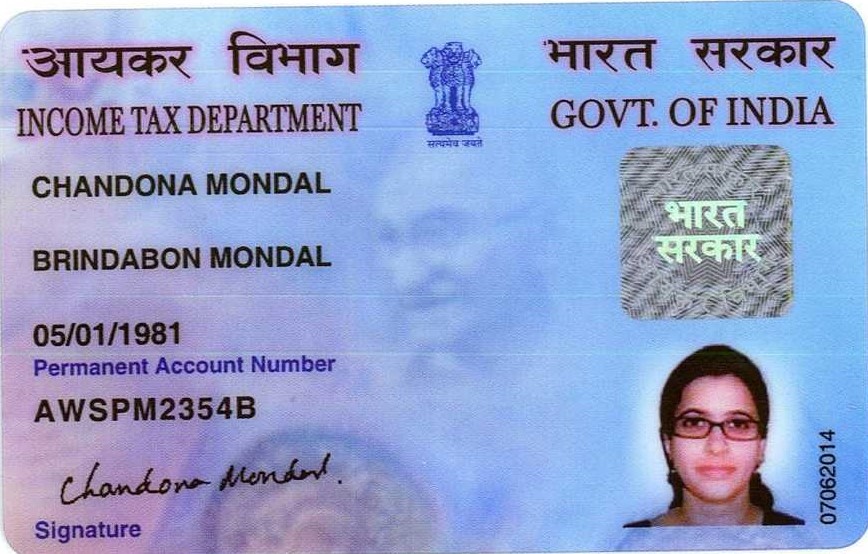 आयकर विभाग
भारत सरकार
INCOME TAX DEPARTMENT
GOVT. OF INDIA
सत्यमेव जयते
CHANDONA MONDAL
BRINDABON MONDAL
भारत
सरकार
05/01/1981
Permanent Account Number
AWSPM2354B
Chandona Mondal.
Signature
07062014